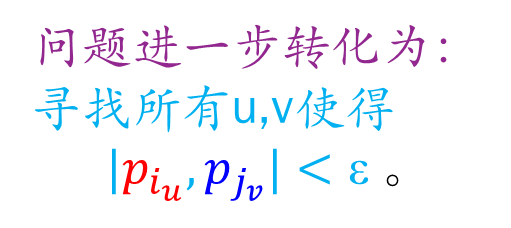 问题进一步转化为：
寻找所有u,v使得
|p_{i_u}, p_{j_v}| < ε 。